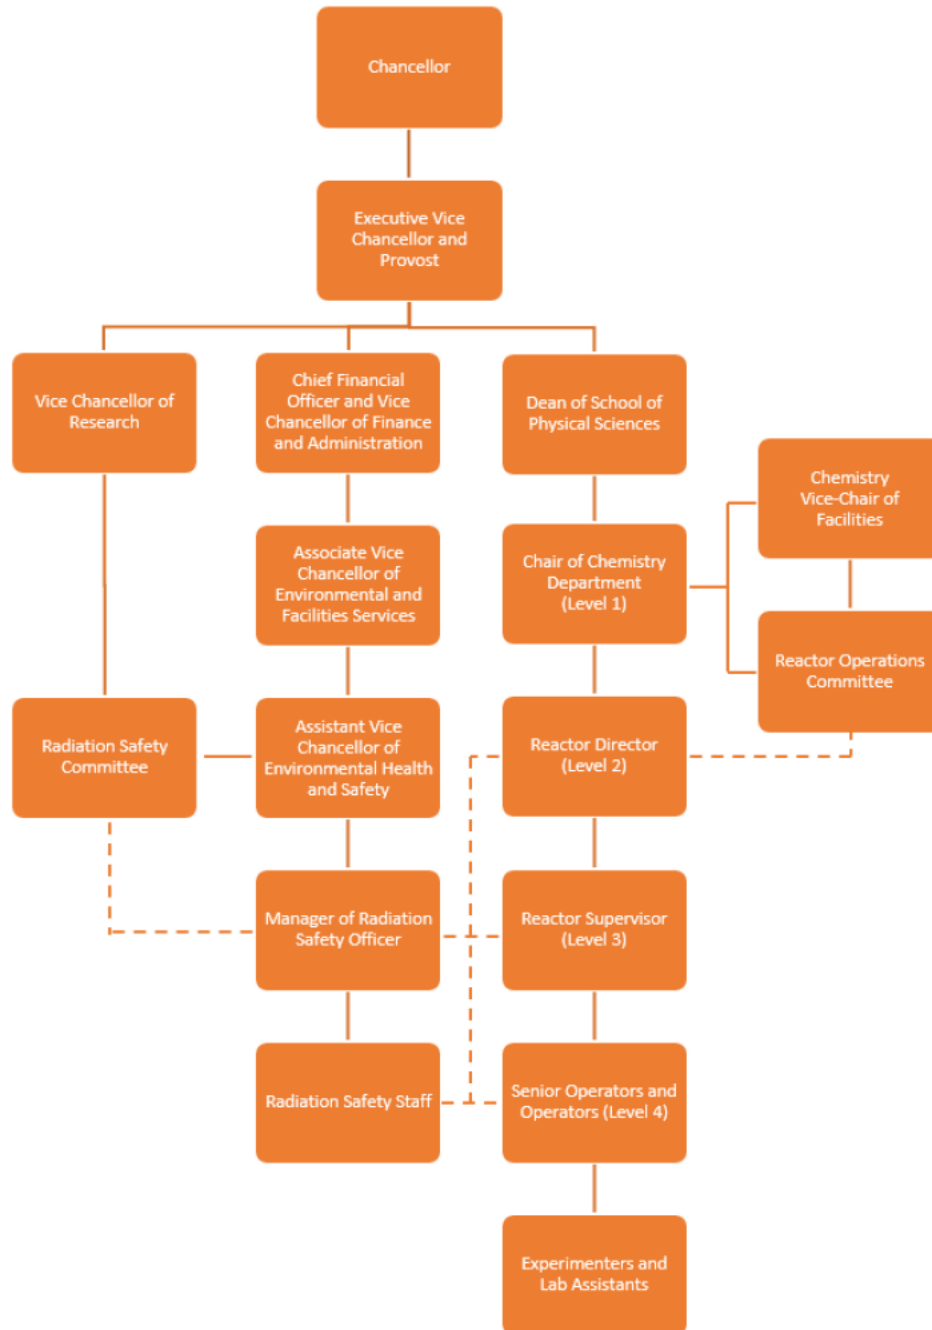 Chancellor
Executive Vice
Chancellor and
Provost
Vice Chancellor of
Research
Chief Financial
Officer and Vice
Chancellor of Finance
and Administration
Dean of School of
Physical Sciences
Chemistry
Vice-Chair of
Facilities
Associate Vice
Chancellor of
Environmental and
Facilities Services
Chair of Chemistry
Department
(Level 1)
Reactor Operations
Committee
Radiation Safety
Committee
Assistant Vice
Chancellor of
Environmental Health
and Safety
Reactor Director
(Level 2)
Manager of Radiation
Safety Officer
Reactor Supervisor
(Level 3)
Radiation Safety Staff
Senior Operators and
Operators (Level 4)
Experimenters and
Lab Assistants